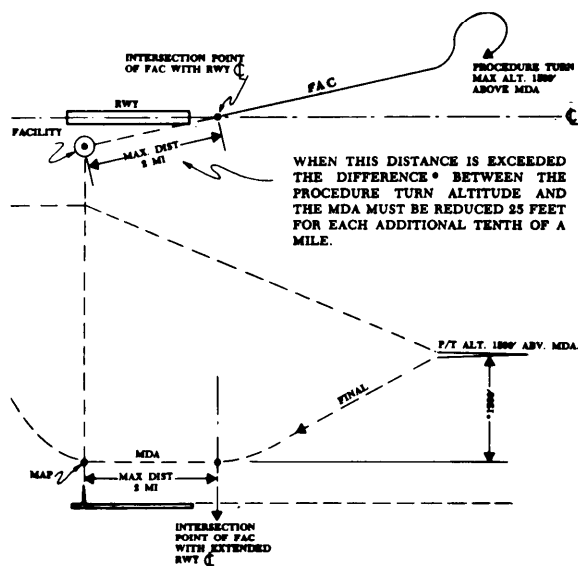 INTERSECTION POINT
OF FAC WITH RWY ℄
PROCEDURE TURN
MAX ALT. 1500'
ABOVE MDA
FAC
RWY
℄
FACILITY
MAX. DIST
2 MI
WHEN THIS DISTANCE IS EXCEEDED
THE DIFFERENCE* BETWEEN THE
PROCEDURE TURN ALTITUDE AND
THE MDA MUST BE REDUCED 25 FEET
FOR EACH ADDITIONAL TENTH OF A
MILE.
P/T ALT. 1500' ABV. MDA.
*1500'
FINAL
MDA
MAP
MAX DIST
2 MI
INTERSECTION
POINT OF FAC
WITH EXTENDED
RWY ℄